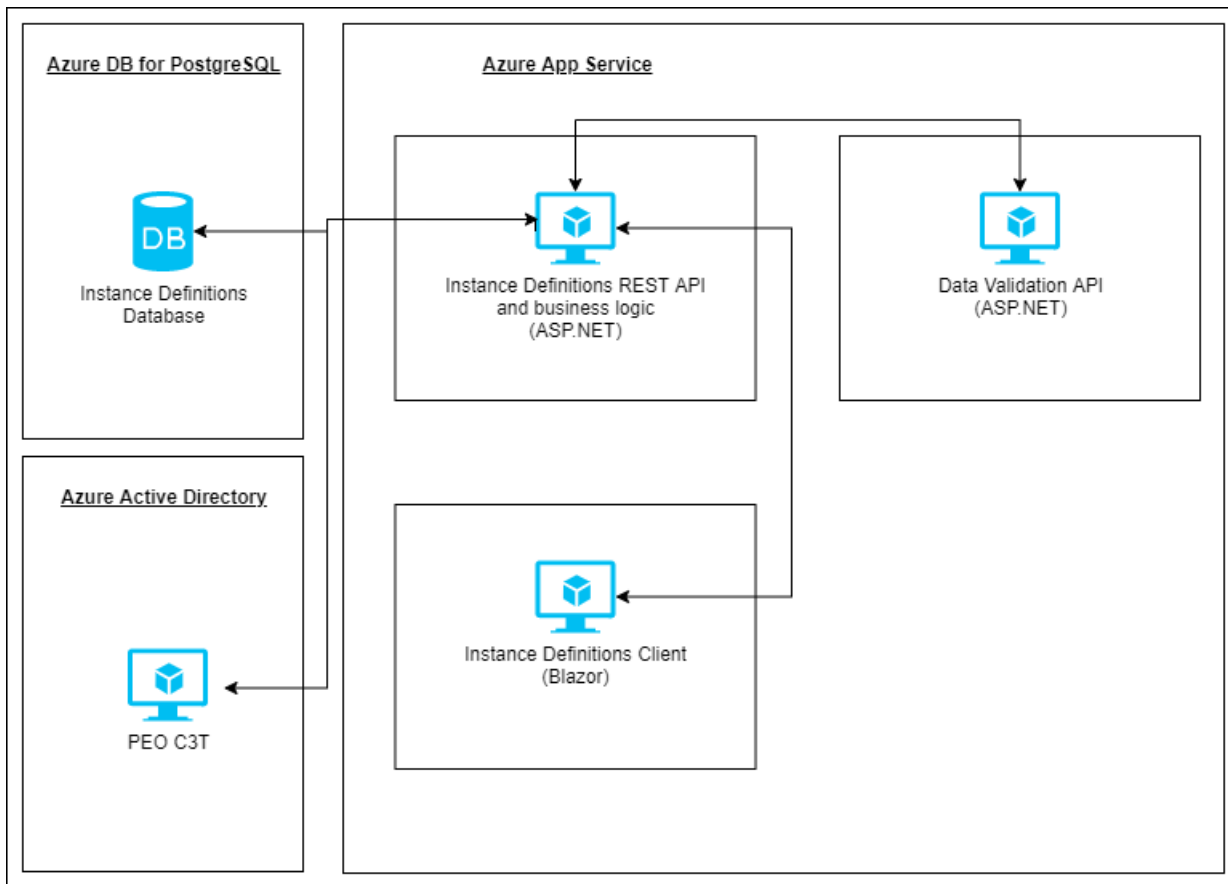 Azure DB for PostgreSQL
DB
Instance Definitions
Database
Azure Active Directory
PEO C3T
Azure App Service
Instance Definitions REST API
and business logic
(ASP.NET)
Data Validation API
(ASP.NET)
Instance Definitions Client
(Blazor)